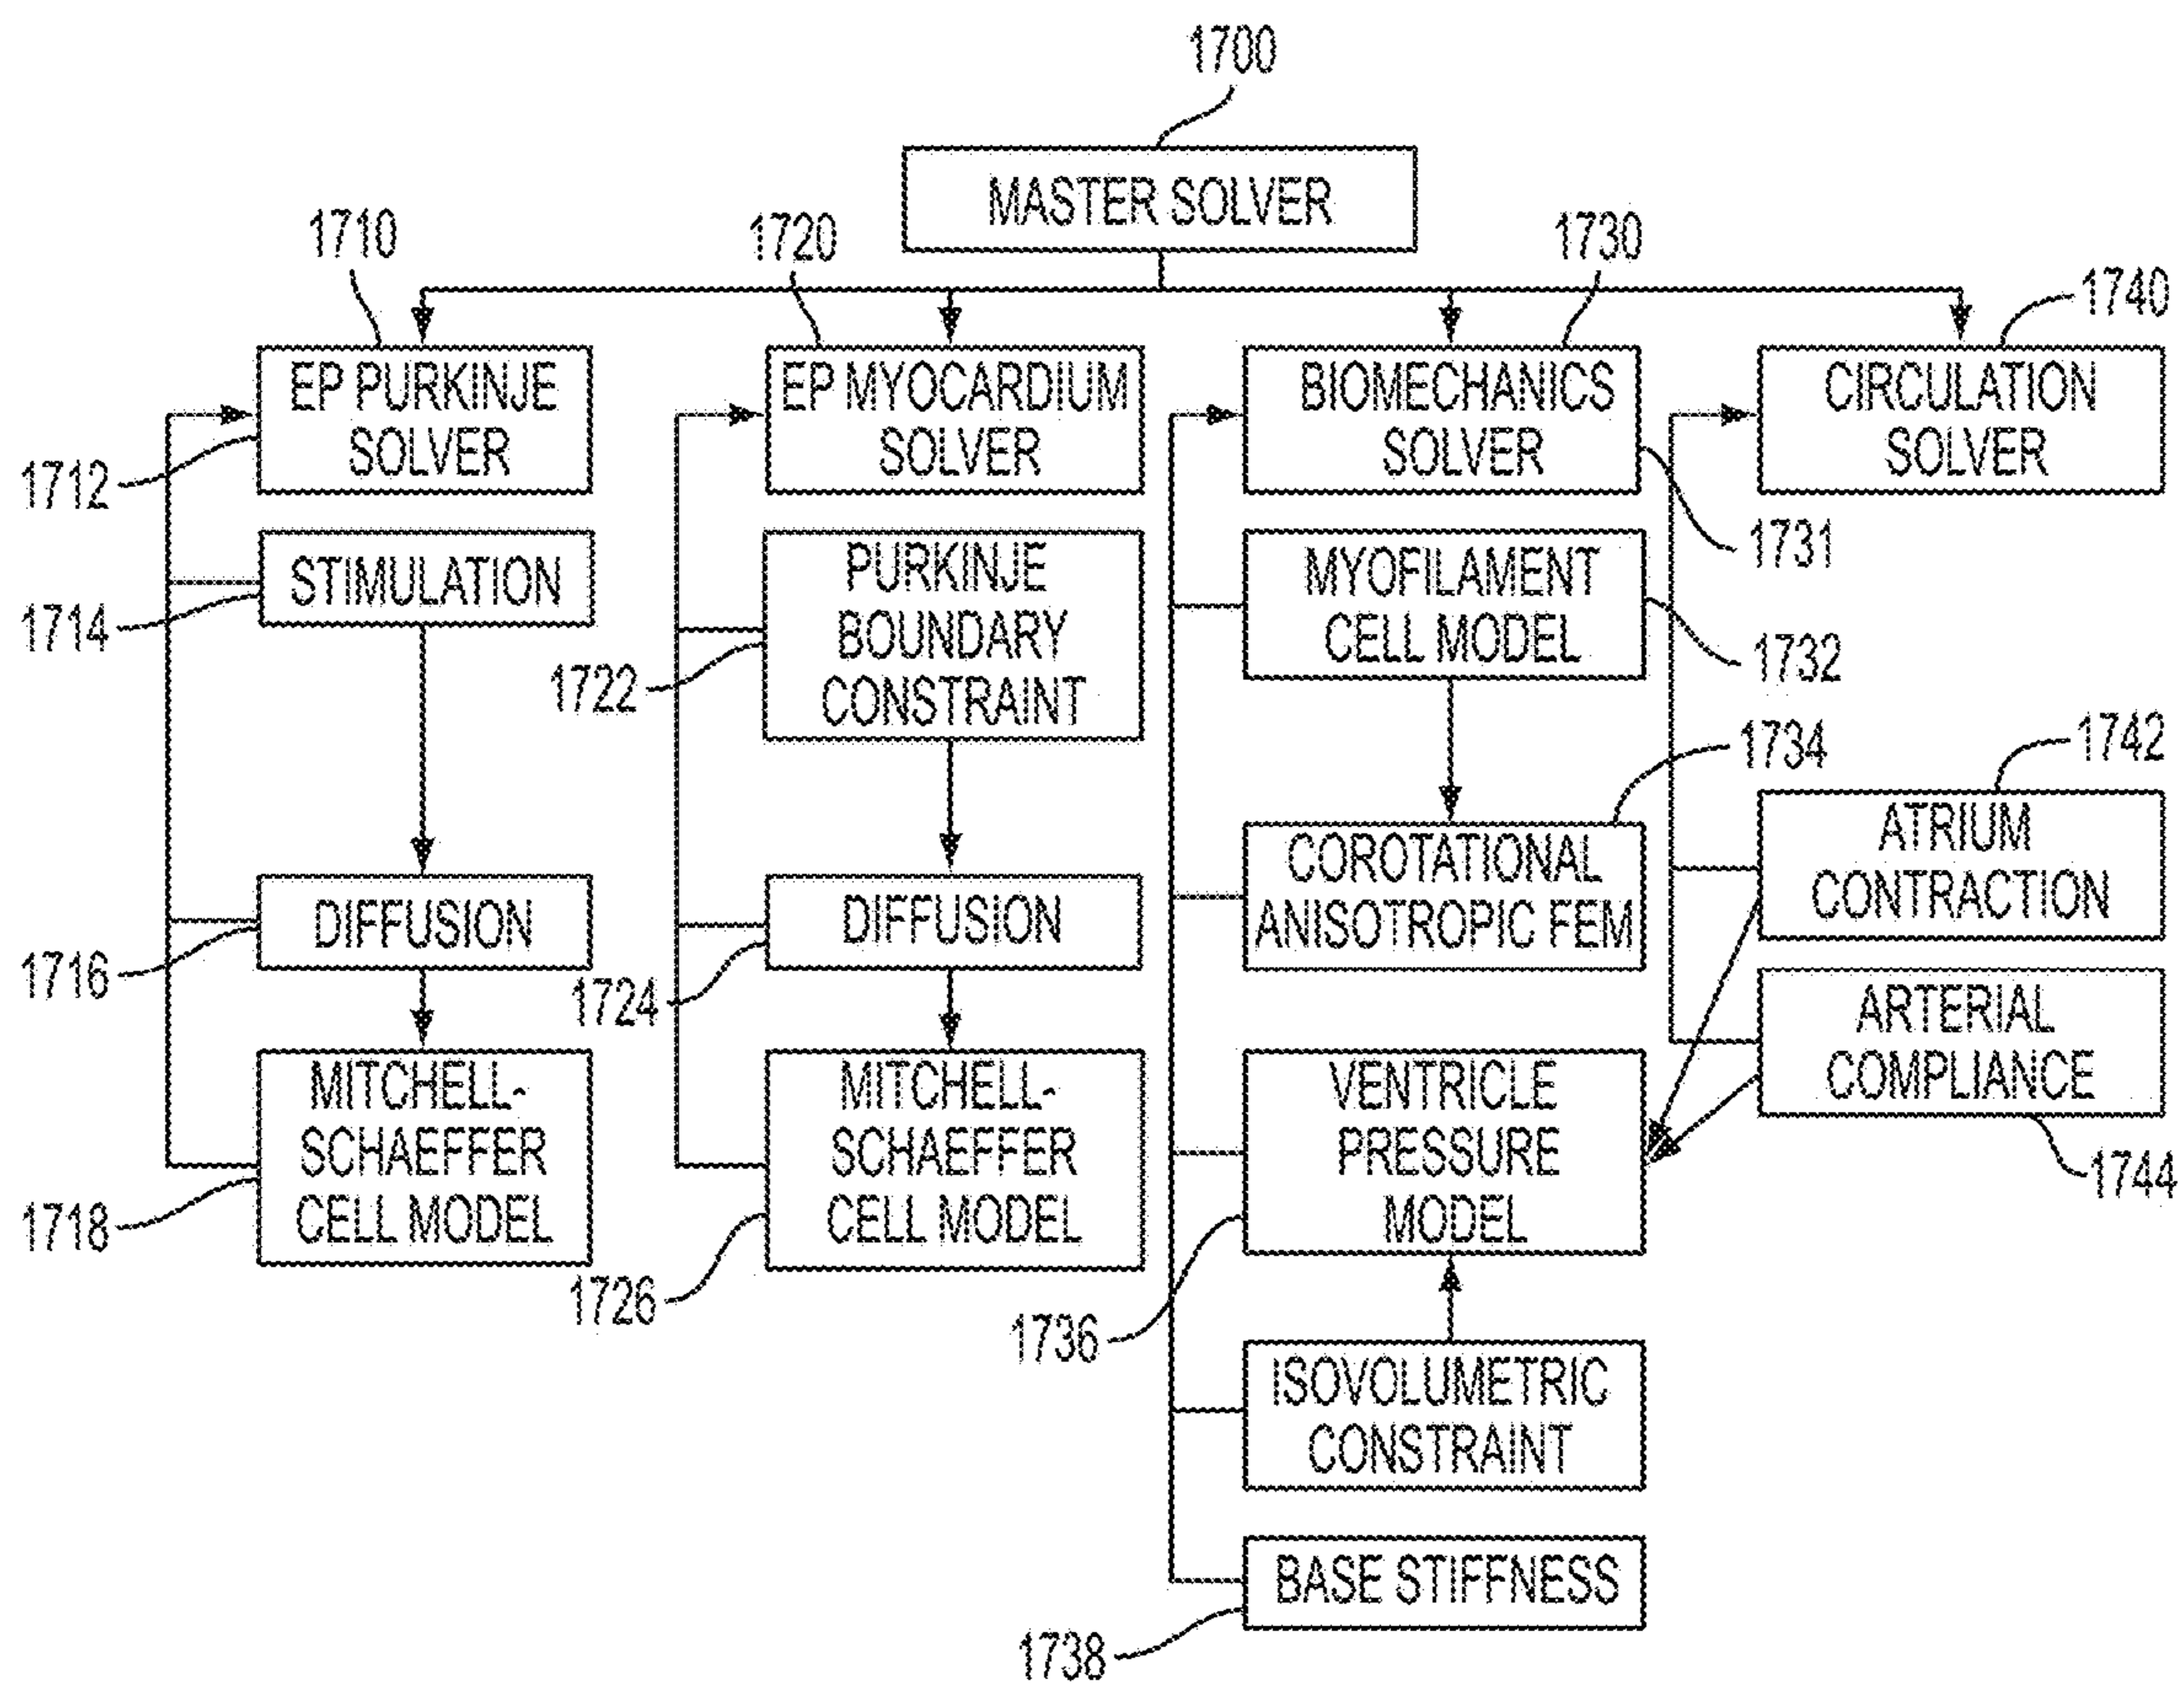 1700
MASTER SOLVER
1710
1720
1730
1740
EP PURKINJE
SOLVER
1712
EP MYOCARDIUM
SOLVER
BIOMECHANICS
SOLVER
1731
CIRCULATION
SOLVER
STIMULATION
1714
PURKINJE
BOUNDARY
CONSTRAINT
1722
MYOFILAMENT
CELL MODEL
1732
1734
1742
DIFFUSION
1716
DIFFUSION
1724
COROTATIONAL
ANISOTROPIC FEM
ATRIUM
CONTRACTION
ARTERIAL
COMPLIANCE
1744
MITCHELL-
SCHAEFFER
CELL MODEL
1718
MITCHELL-
SCHAEFFER
CELL MODEL
1726
VENTRICLE
PRESSURE
MODEL
1736
ISOVOLUMETRIC
CONSTRAINT
BASE STIFFNESS
1738